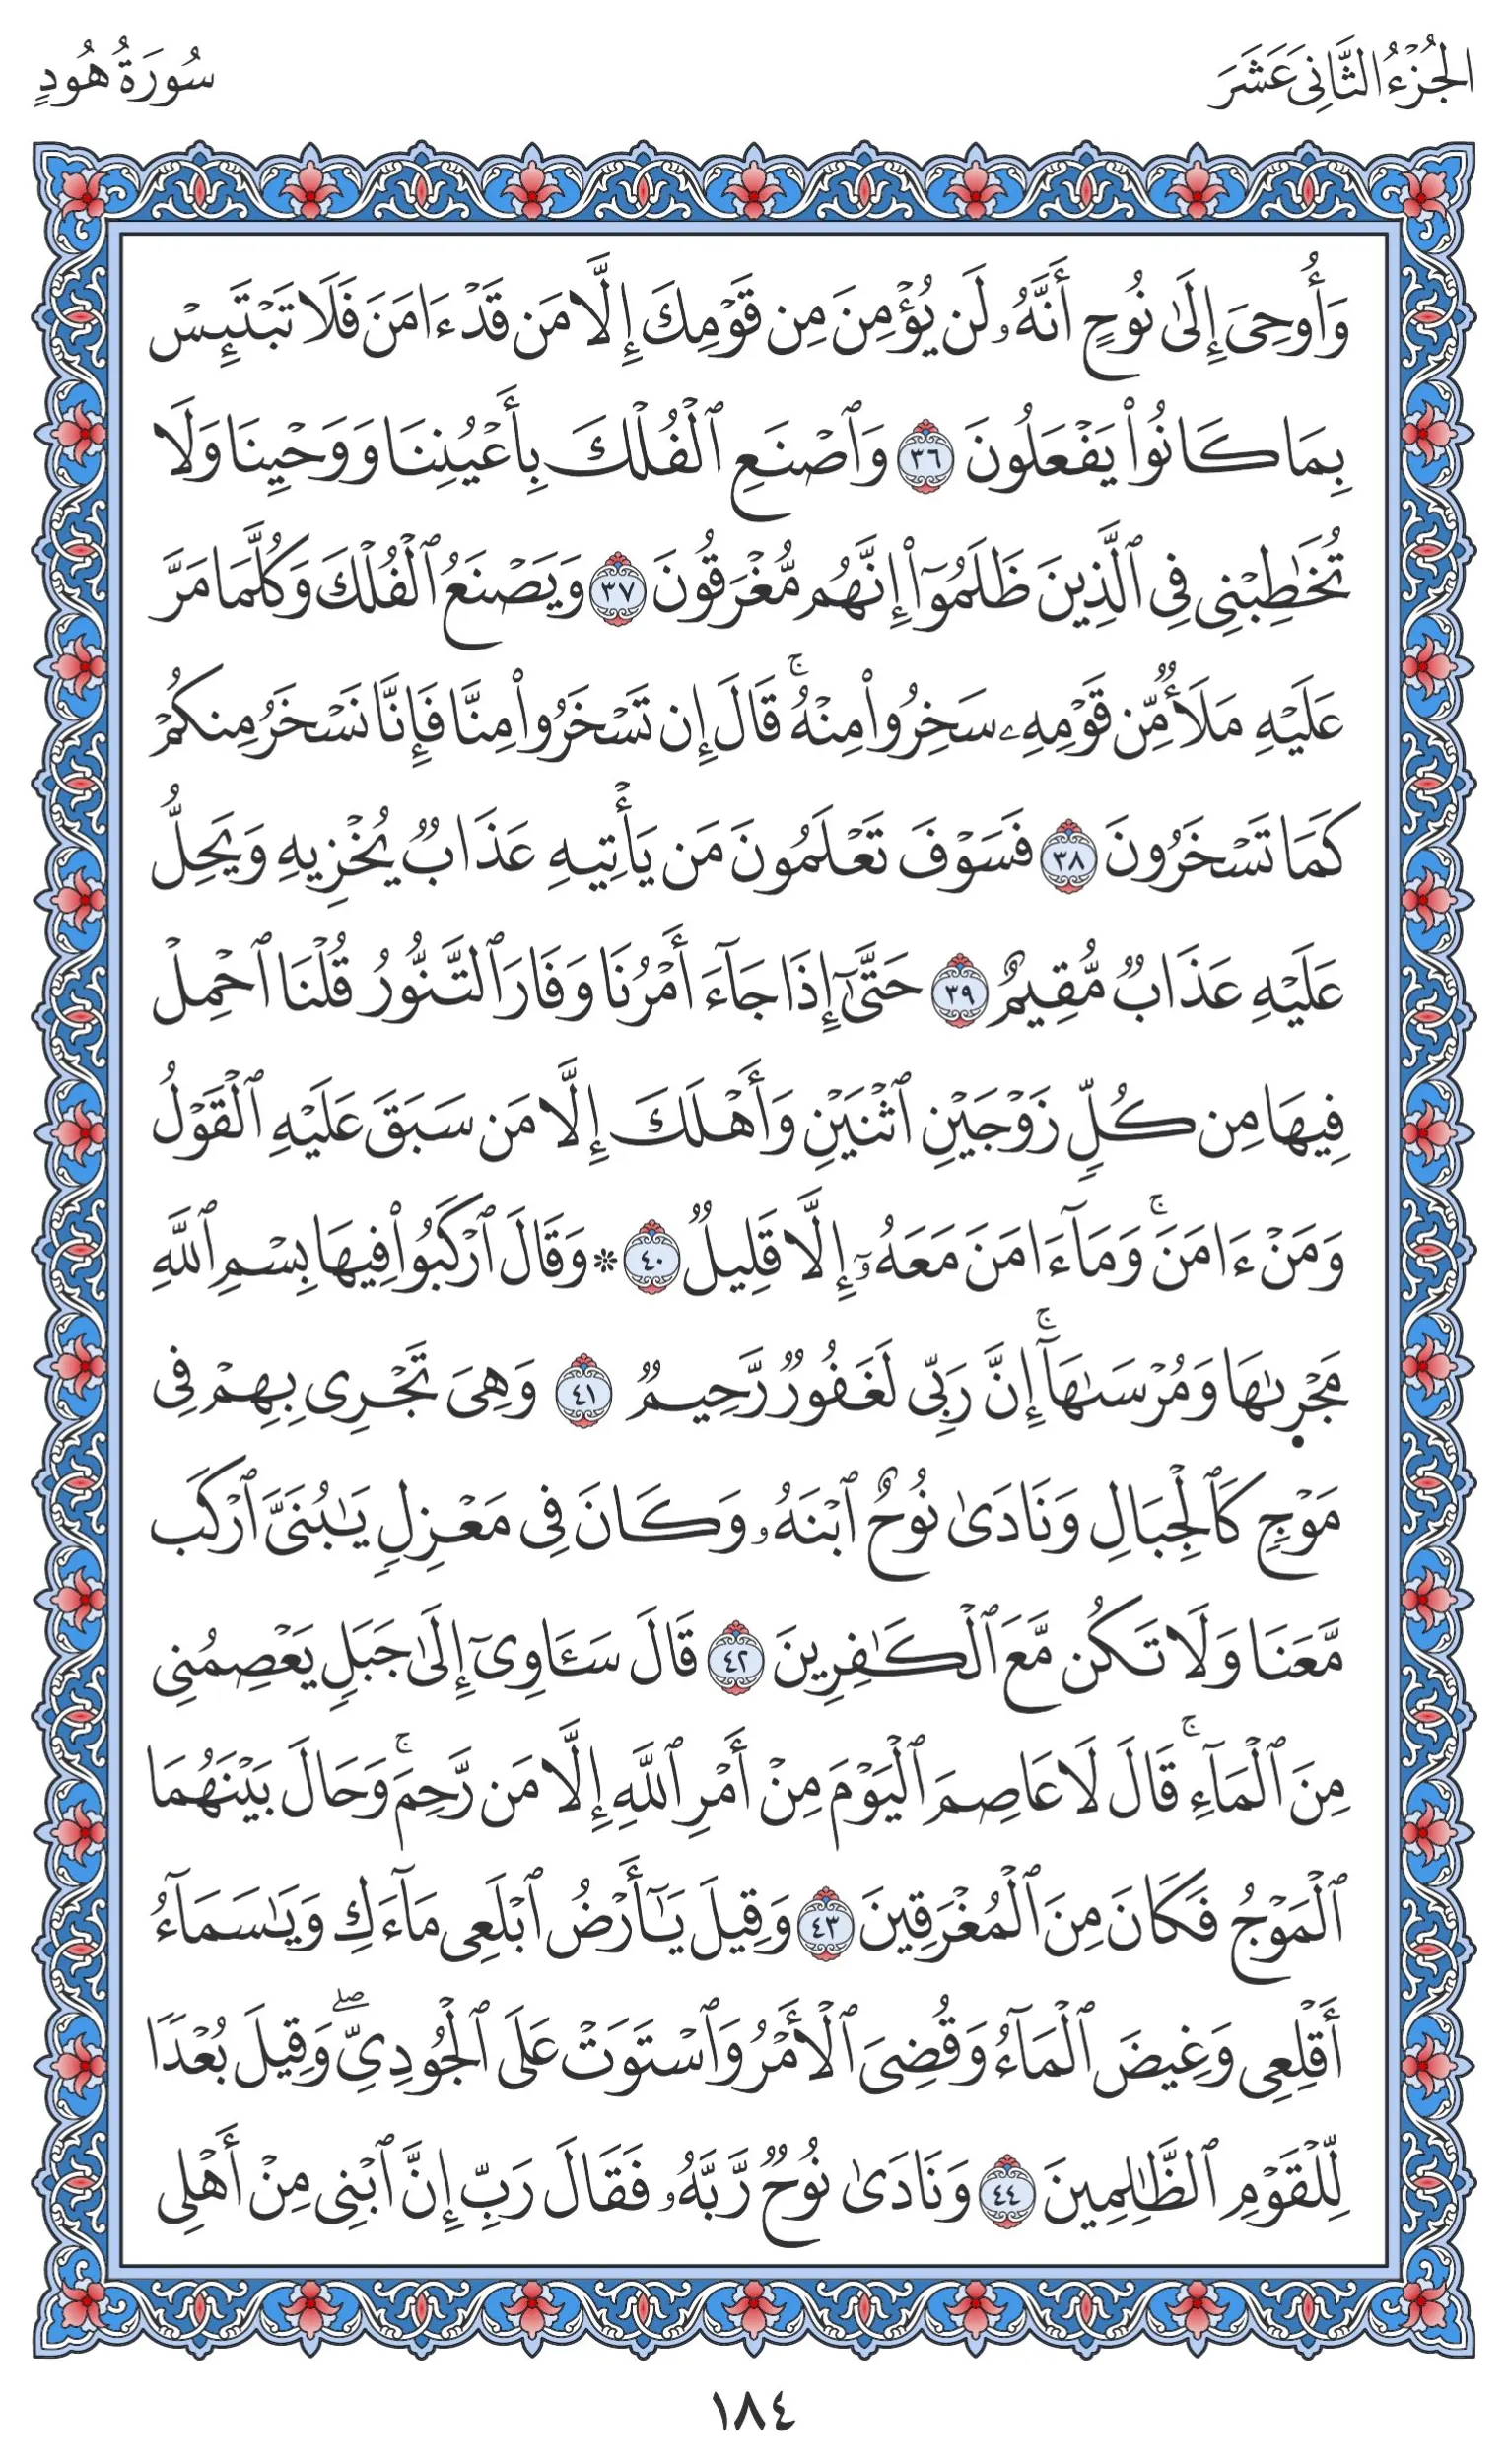 الجُزْءُ الثَّانِيَ عَشَرَ
سُورَةُ هُودٍ
وَأُوحِيَ إِلَىٰ نُوحٍ أَنَّهُۥ لَن يُؤْمِنَ مِن قَوْمِكَ إِلَّا مَن قَدْ ءَامَنَ فَلَا تَبْتَئِسْ
بِمَا كَانُوا۟ يَفْعَلُونَ ٣٦ وَٱصْنَعِ ٱلْفُلْكَ بِأَعْيُنِنَا وَوَحْيِنَا وَلَا
تُخَٰطِبْنِى فِى ٱلَّذِينَ ظَلَمُوٓا۟ إِنَّهُم مُّغْرَقُونَ ٣٧ وَيَصْنَعُ ٱلْفُلْكَ وَكُلَّمَا مَرَّ
عَلَيْهِ مَلَأٌ مِّن قَوْمِهِۦ سَخِرُوا۟ مِنْهُ ۚ قَالَ إِن تَسْخَرُوا۟ مِنَّا فَإِنَّا نَسْخَرُ مِنكُمْ
كَمَا تَسْخَرُونَ ٣٨ فَسَوْفَ تَعْلَمُونَ مَن يَأْتِيهِ عَذَابٌ يُخْزِيهِ وَيَحِلُّ
عَلَيْهِ عَذَابٌ مُّقِيمٌ ٣٩ حَتَّىٰٓ إِذَا جَآءَ أَمْرُنَا وَفَارَ ٱلتَّنُّورُ قُلْنَا ٱحْمِلْ
فِيهَا مِن كُلٍّ زَوْجَيْنِ ٱثْنَيْنِ وَأَهْلَكَ إِلَّا مَن سَبَقَ عَلَيْهِ ٱلْقَوْلُ
وَمَنْ ءَامَنَ ۚ وَمَآ ءَامَنَ مَعَهُۥٓ إِلَّا قَلِيلٌ ٤٠ * وَقَالَ ٱرْكَبُوا۟ فِيهَا بِسْمِ ٱللَّهِ
مَجْر۪ىٰهَا وَمُرْسَىٰهَآ ۚ إِنَّ رَبِّى لَغَفُورٌ رَّحِيمٌ ٤١ وَهِىَ تَجْرِى بِهِمْ فِى
مَوْجٍ كَٱلْجِبَالِ وَنَادَىٰ نُوحٌ ٱبْنَهُۥ وَكَانَ فِى مَعْزِلٍ يَٰبُنَىَّ ٱرْكَب
مَّعَنَا وَلَا تَكُن مَّعَ ٱلْكَٰفِرِينَ ٤٢ قَالَ سَـَٔاوِىٓ إِلَىٰ جَبَلٍ يَعْصِمُنِى
مِنَ ٱلْمَآءِ ۚ قَالَ لَا عَاصِمَ ٱلْيَوْمَ مِنْ أَمْرِ ٱللَّهِ إِلَّا مَن رَّحِمَ ۚ وَحَالَ بَيْنَهُمَا
ٱلْمَوْجُ فَكَانَ مِنَ ٱلْمُغْرَقِينَ ٤٣ وَقِيلَ يَٰٓأَرْضُ ٱبْلَعِى مَآءَكِ وَيَٰسَمَآءُ
أَقْلِعِى وَغِيضَ ٱلْمَآءُ وَقُضِىَ ٱلْأَمْرُ وَٱسْتَوَتْ عَلَى ٱلْجُودِىِّ ۖ وَقِيلَ بُعْدًا
لِّلْقَوْمِ ٱلظَّٰلِمِينَ ٤٤ وَنَادَىٰ نُوحٌ رَّبَّهُۥ فَقَالَ رَبِّ إِنَّ ٱبْنِى مِنْ أَهْلِى
١٨٤